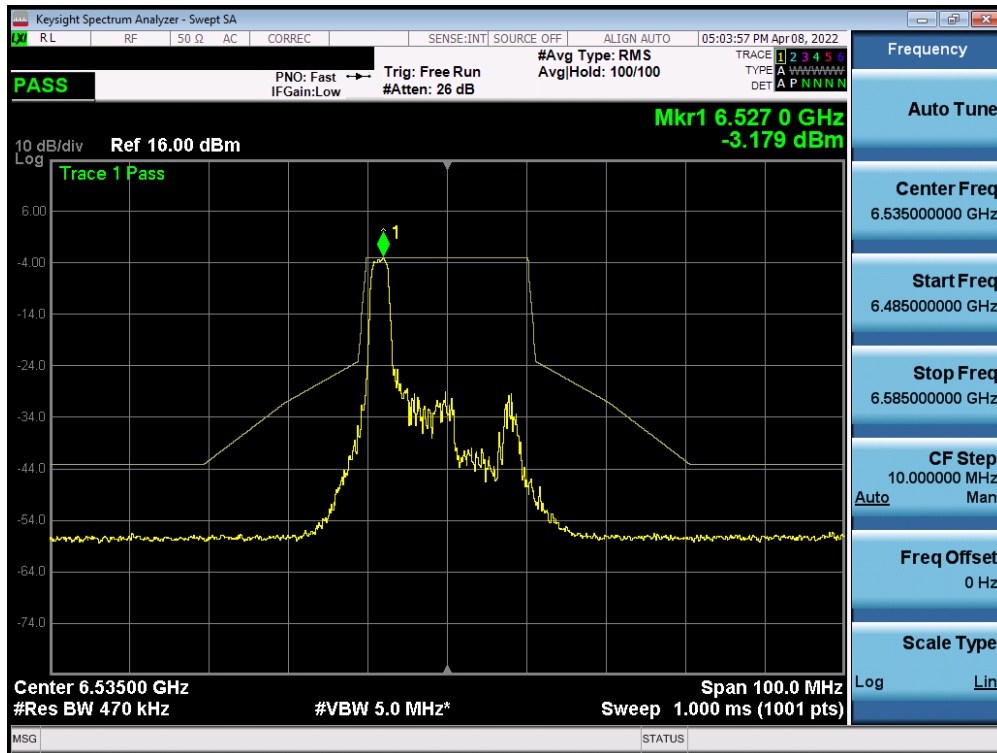 Keysight Spectrum Analyzer - Swept SA
LXI RL RF 50 Ω AC CORREC SENSE:INT SOURCE OFF ALIGN AUTO 05:03:57 PM Apr 08, 2022
PASS
PNO: Fast
IFGain:Low
Trig: Free Run
#Atten: 26 dB
#Avg Type: RMS
Avg|Hold: 100/100
TRACE 1 2 3 4 5 6
TYPE A WWWWW
DET A P N N N N
Mkr1 6.527 0 GHz
-3.179 dBm
10 dB/div Ref 16.00 dBm
Log
Trace 1 Pass
1
6.00
-4.00
-14.0
-24.0
-34.0
-44.0
-54.0
-64.0
-74.0
Center 6.53500 GHz Span 100.0 MHz
#Res BW 470 kHz #VBW 5.0 MHz* Sweep 1.000 ms (1001 pts)
MSG STATUS
Frequency
Auto Tune
Center Freq
6.535000000 GHz
Start Freq
6.485000000 GHz
Stop Freq
6.585000000 GHz
CF Step
10.000000 MHz
Auto Man
Freq Offset
0 Hz
Scale Type
Log Lin